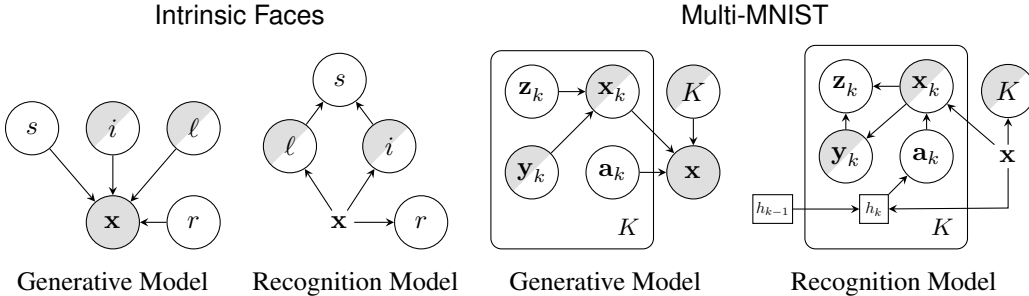 Intrinsic Faces
Multi-MNIST
s
i
ℓ
x
r
Generative Model
s
ℓ
i
x
r
Recognition Model
z_k
x_k
K
y_k
a_k
x
K
Generative Model
z_k
x_k
K
y_k
a_k
x
h_{k−1}
h_k
K
Recognition Model